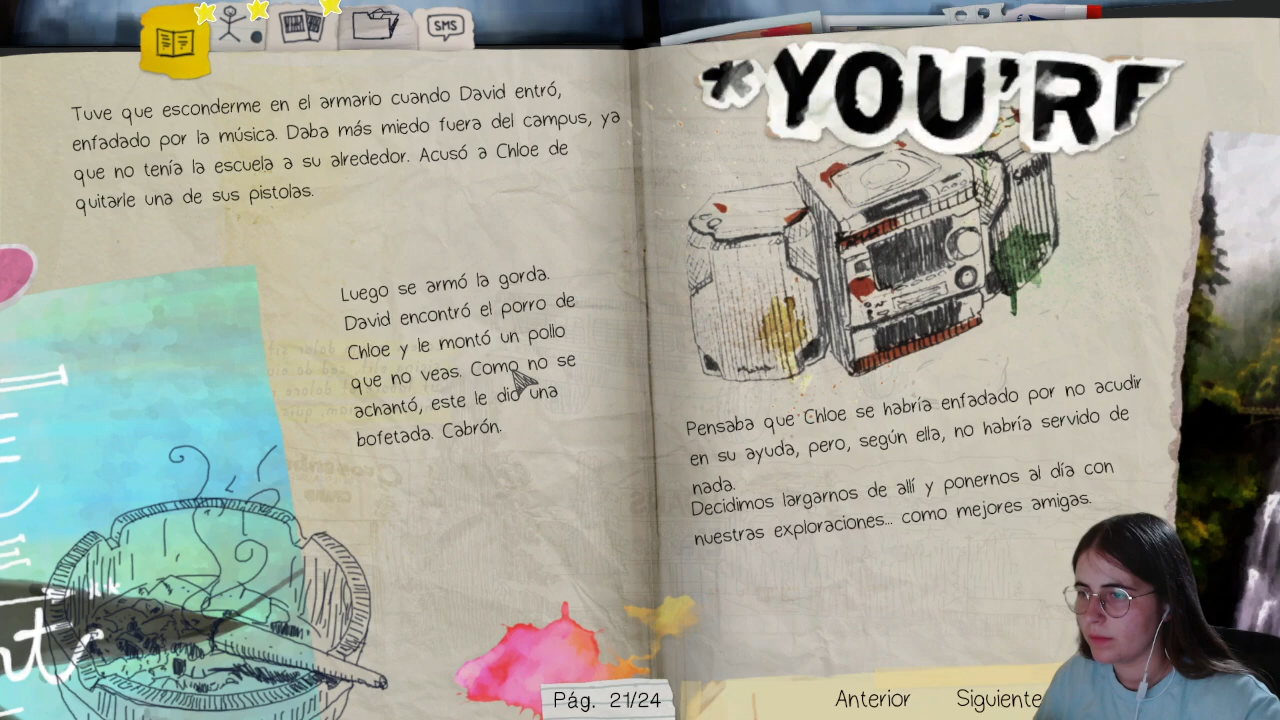 SMS
Tuve que esconderme en el armario cuando David entró,
enfadado por la música. Daba más miedo fuera del campus, ya
que no tenía la escuela a su alrededor. Acusó a Chloe de
quitarle una de sus pistolas.
Luego se armó la gorda.
David encontró el porro de
Chloe y le montó un pollo
que no veas. Como no se
achantó, este le dio una
bofetada. Cabrón.
*YOU'RE
Pensaba que Chloe se habría enfadado por no acudir
en su ayuda, pero, según ella, no habría servido de
nada.
Decidimos largarnos de allí y ponernos al día con
nuestras exploraciones... como mejores amigas.
Pág. 21/24
Anterior
Siguiente